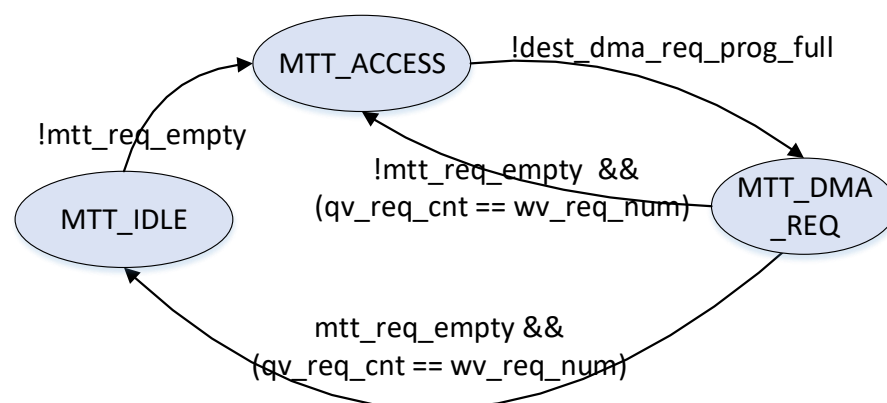 MTT_ACCESS
!dest_dma_req_prog_full
!mtt_req_empty
!mtt_req_empty &&
(qv_req_cnt == wv_req_num)
MTT_DMA
_REQ
MTT_IDLE
mtt_req_empty &&
(qv_req_cnt == wv_req_num)